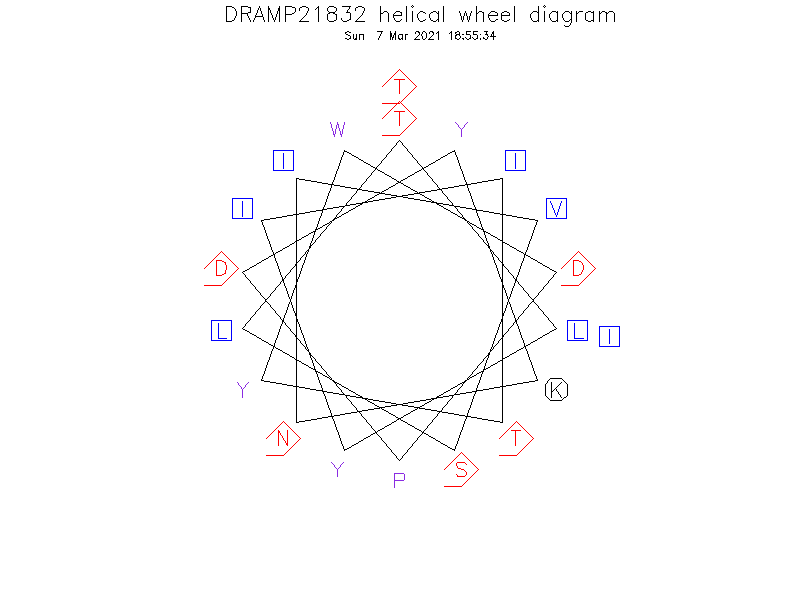 DRAMP21832 helical wheel diagram
Sun 7 Mar 2021 18:55:34
T
T
W Y
I I
I V
D D
L L I
Y K
N T
Y S
P